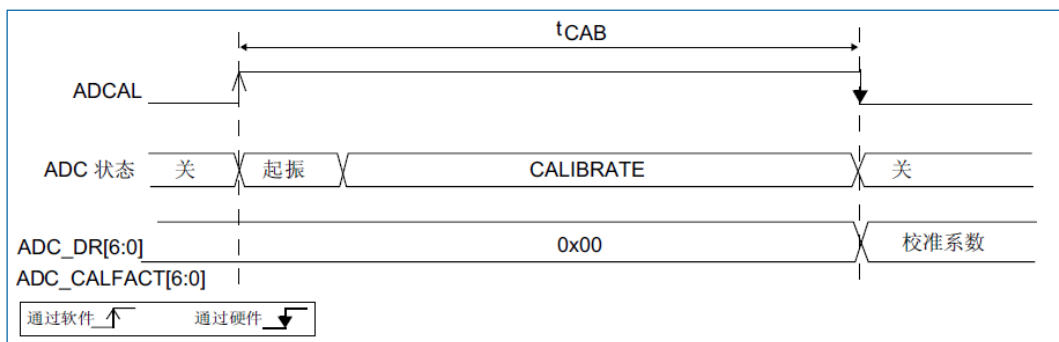 tCAB
ADCAL
ADC 状态 关 起振 CALIBRATE 关
ADC_DR[6:0] 0x00 校准系数
ADC_CALFACT[6:0]
通过软件 通过硬件